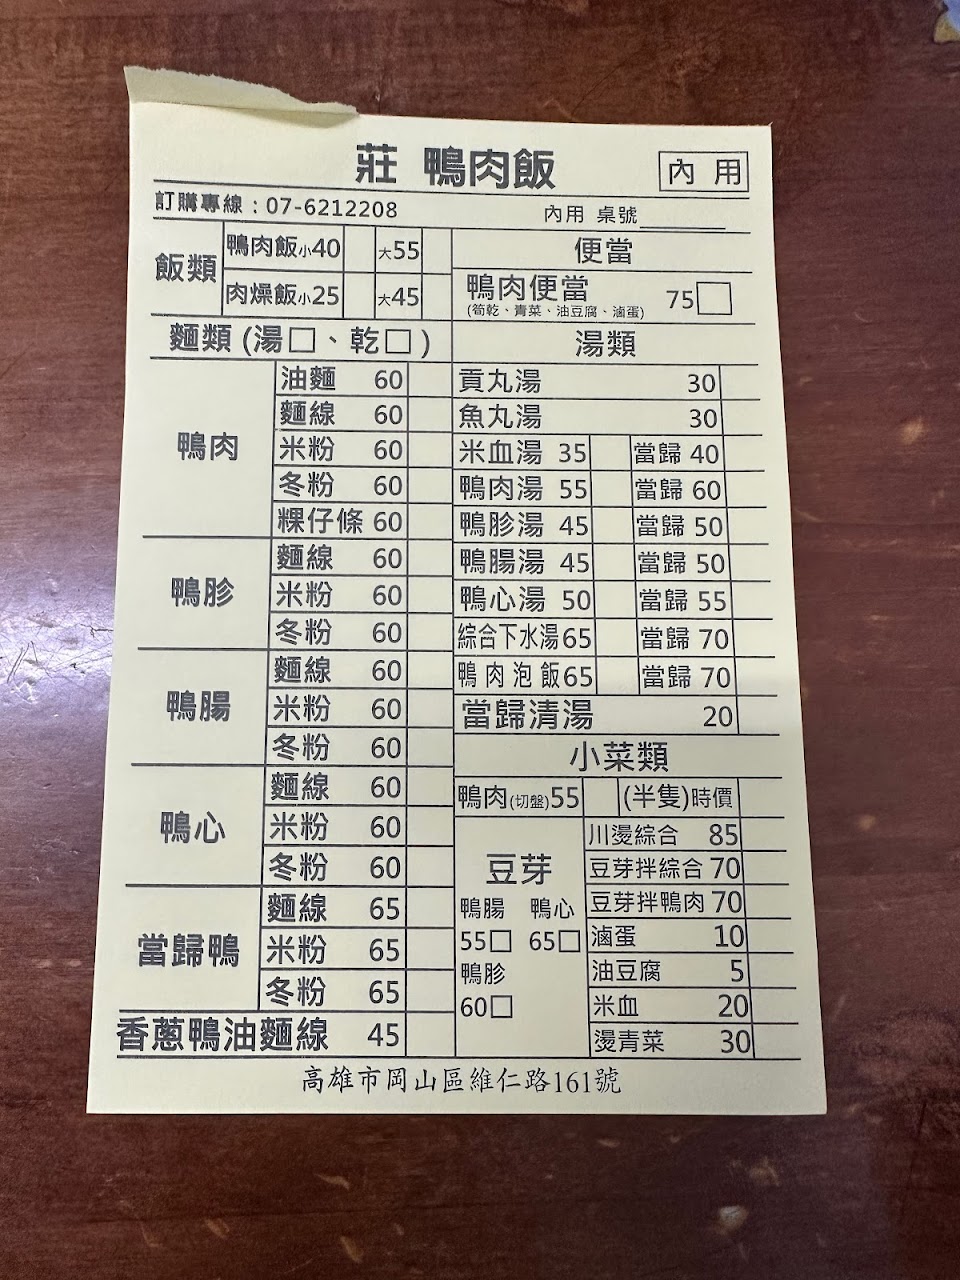 莊 鴨肉飯
內 用
訂購專線：07-6212208
內用 桌號
飯類
鴨肉飯小40 大55
肉燥飯小25 大45
麵類 (湯□、乾□)
鴨肉
油麵 60
麵線 60
米粉 60
冬粉 60
粿仔條 60
鴨胗
麵線 60
米粉 60
冬粉 60
鴨腸
麵線 60
米粉 60
冬粉 60
鴨心
麵線 60
米粉 60
冬粉 60
當歸鴨
麵線 65
米粉 65
冬粉 65
香蔥鴨油麵線 45
便當
鴨肉便當 75□
(筍乾、青菜、油豆腐、滷蛋)
湯類
貢丸湯 30
魚丸湯 30
米血湯 35 當歸 40
鴨肉湯 55 當歸 60
鴨胗湯 45 當歸 50
鴨腸湯 45 當歸 50
鴨心湯 50 當歸 55
綜合下水湯65 當歸 70
鴨肉泡飯65 當歸 70
當歸清湯 20
小菜類
鴨肉(切盤)55 (半隻)時價
豆芽
鴨腸 鴨心
55□ 65□
鴨胗
60□
川燙綜合 85
豆芽拌綜合 70
豆芽拌鴨肉 70
滷蛋 10
油豆腐 5
米血 20
燙青菜 30
高雄市岡山區維仁路161號